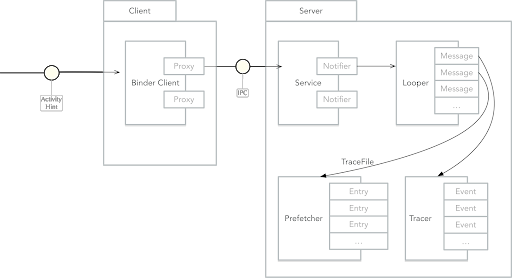 Client
Server
Proxy
Binder Client
Proxy
Activity
Hint
IPC
Notifier
Service
Notifier
Message
Message
Looper
Message
...
TraceFile
Entry
Entry
Prefetcher
Entry
...
Event
Event
Tracer
Event
...